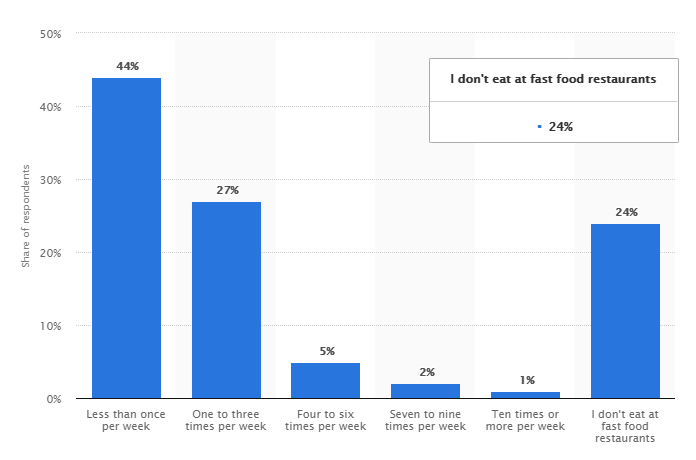 50%
40%
30%
20%
10%
0%
Share of respondents
44%
27%
5%
2%
1%
24%
I don't eat at fast food restaurants
24%
Less than once
per week
One to three
times per week
Four to six
times per week
Seven to nine
times per week
Ten times or
more per week
I don't eat at
fast food
restaurants